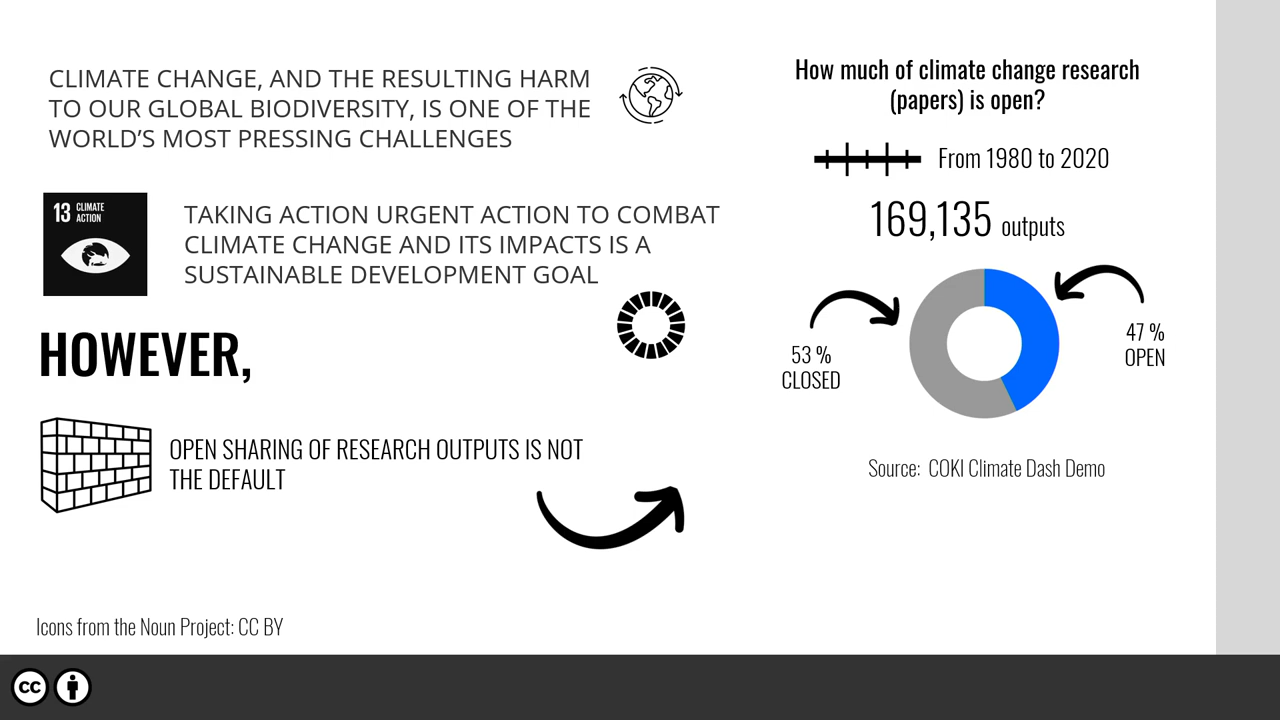 CLIMATE CHANGE, AND THE RESULTING HARM
TO OUR GLOBAL BIODIVERSITY, IS ONE OF THE
WORLD’S MOST PRESSING CHALLENGES
13 CLIMATE
ACTION
TAKING ACTION URGENT ACTION TO COMBAT
CLIMATE CHANGE AND ITS IMPACTS IS A
SUSTAINABLE DEVELOPMENT GOAL
HOWEVER,
OPEN SHARING OF RESEARCH OUTPUTS IS NOT
THE DEFAULT
How much of climate change research
(papers) is open?
From 1980 to 2020
169,135 outputs
53 %
CLOSED
47 %
OPEN
Source: COKI Climate Dash Demo
Icons from the Noun Project: CC BY
cc